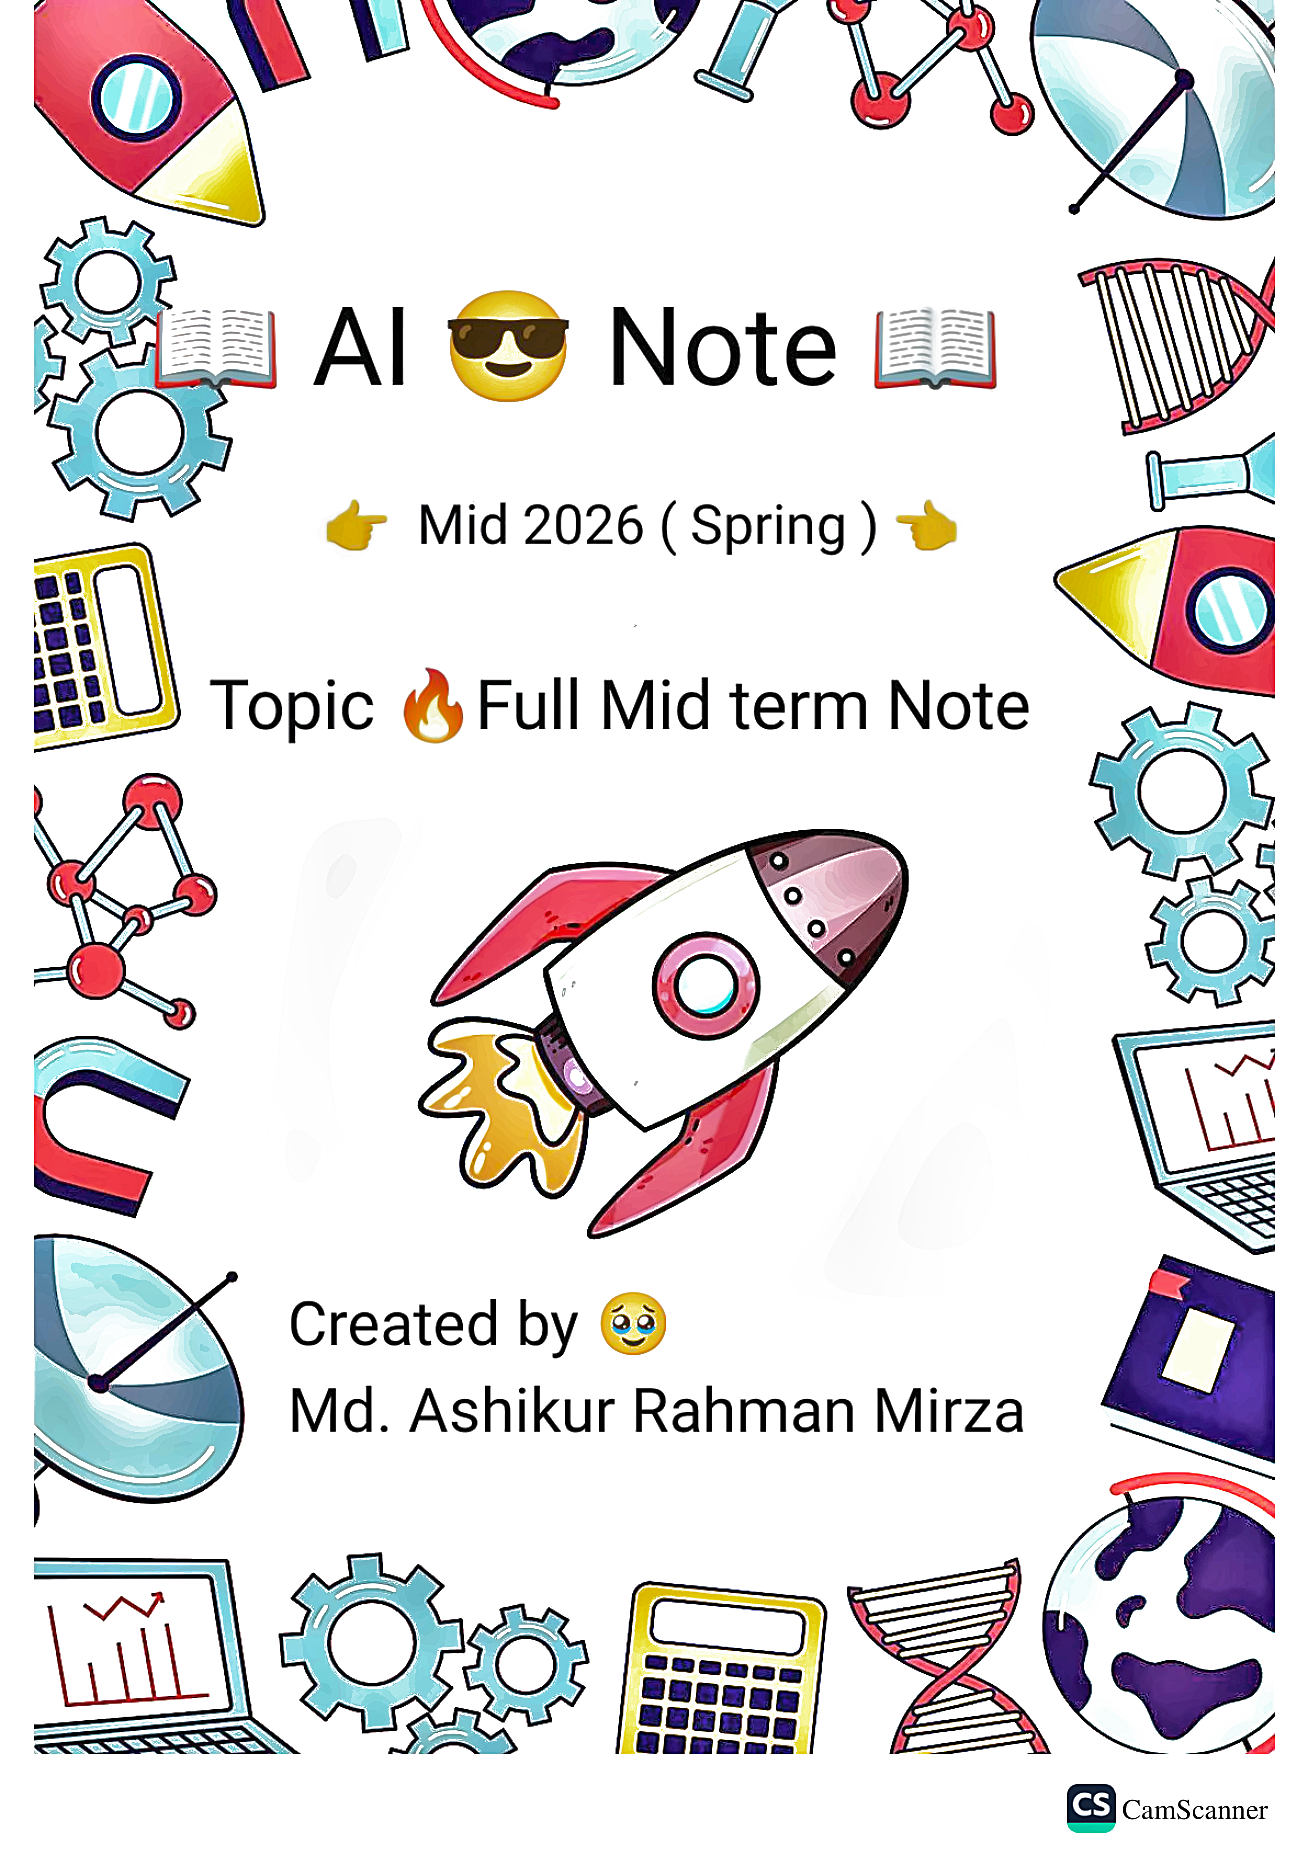 📖 AI 😎 Note 📖
👉 Mid 2026 ( Spring ) 👈
Topic 🔥Full Mid term Note
Created by 🥹
Md. Ashikur Rahman Mirza
CS CamScanner